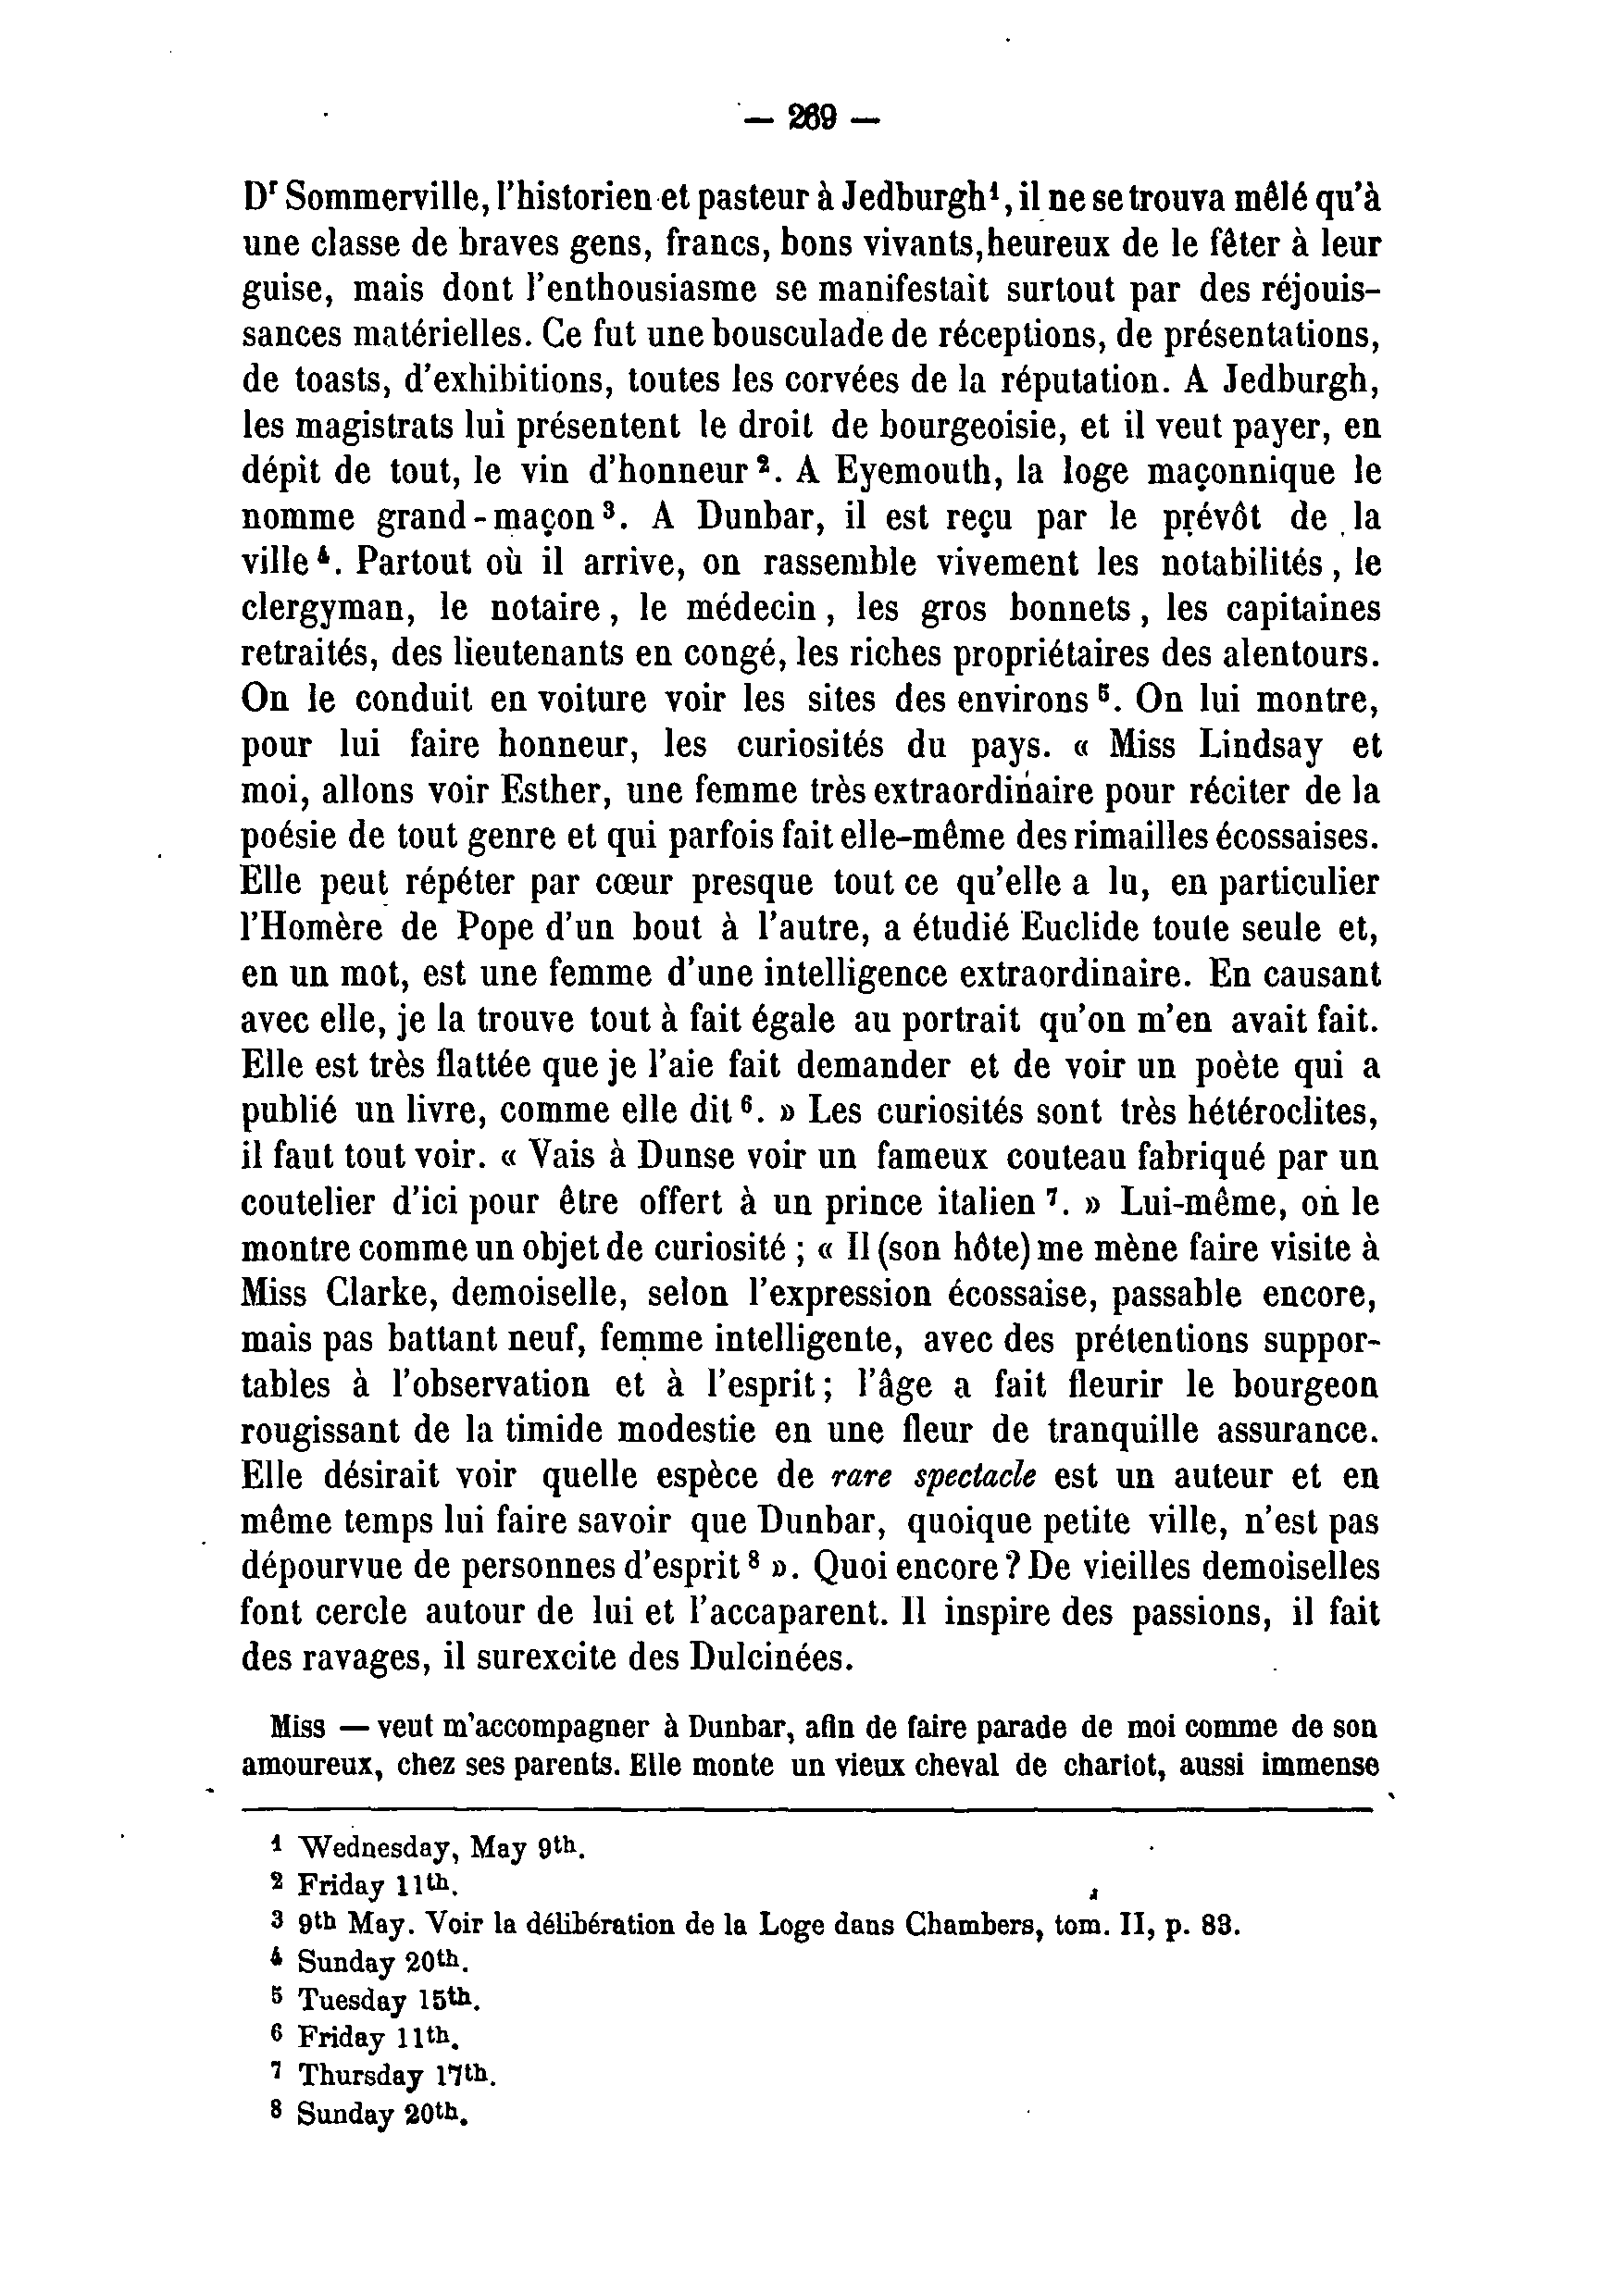 — 269 —
Dr Sommerville, l'historien et pasteur à Jedburgh1, il ne se trouva mêlé qu'à
une classe de braves gens, francs, bons vivants, heureux de le fêter à leur
guise, mais dont l'enthousiasme se manifestait surtout par des réjouis-
sances matérielles. Ce fut une bousculade de réceptions, de présentations,
de toasts, d'exhibitions, toutes les corvées de la réputation. A Jedburgh,
les magistrats lui présentent le droit de bourgeoisie, et il veut payer, en
dépit de tout, le vin d'honneur 2. A Eyemouth, la loge maçonnique le
nomme grand-maçon 3. A Dunbar, il est reçu par le prévôt de la
ville 4. Partout où il arrive, on rassemble vivement les notabilités, le
clergyman, le notaire, le médecin, les gros bonnets, les capitaines
retraités, des lieutenants en congé, les riches propriétaires des alentours.
On le conduit en voiture voir les sites des environs 5. On lui montre,
pour lui faire honneur, les curiosités du pays. « Miss Lindsay et
moi, allons voir Esther, une femme très extraordinaire pour réciter de la
poésie de tout genre et qui parfois fait elle-même des rimailles écossaises.
Elle peut répéter par cœur presque tout ce qu'elle a lu, en particulier
l'Homère de Pope d'un bout à l'autre, a étudié Euclide toute seule et,
en un mot, est une femme d'une intelligence extraordinaire. En causant
avec elle, je la trouve tout à fait égale au portrait qu'on m'en avait fait.
Elle est très flattée que je l'aie fait demander et de voir un poète qui a
publié un livre, comme elle dit 6. » Les curiosités sont très hétéroclites,
il faut tout voir. « Vais à Dunse voir un fameux couteau fabriqué par un
coutelier d'ici pour être offert à un prince italien 7. » Lui-même, on le
montre comme un objet de curiosité ; « Il (son hôte) me mène faire visite à
Miss Clarke, demoiselle, selon l'expression écossaise, passable encore,
mais pas battant neuf, femme intelligente, avec des prétentions suppor-
tables à l'observation et à l'esprit ; l'âge a fait fleurir le bourgeon
rougissant de la timide modestie en une fleur de tranquille assurance.
Elle désirait voir quelle espèce de rare spectacle est un auteur et en
même temps lui faire savoir que Dunbar, quoique petite ville, n'est pas
dépourvue de personnes d'esprit 8 ». Quoi encore ? De vieilles demoiselles
font cercle autour de lui et l'accaparent. Il inspire des passions, il fait
des ravages, il surexcite des Dulcinées.
Miss — veut m'accompagner à Dunbar, afin de faire parade de moi comme de son
amoureux, chez ses parents. Elle monte un vieux cheval de chariot, aussi immense
1 Wednesday, May 9th.
2 Friday 11th.
3 9th May. Voir la délibération de la Loge dans Chambers, tom. II, p. 83.
4 Sunday 20th.
5 Tuesday 15th.
6 Friday 11th.
7 Thursday 17th.
8 Sunday 20th.